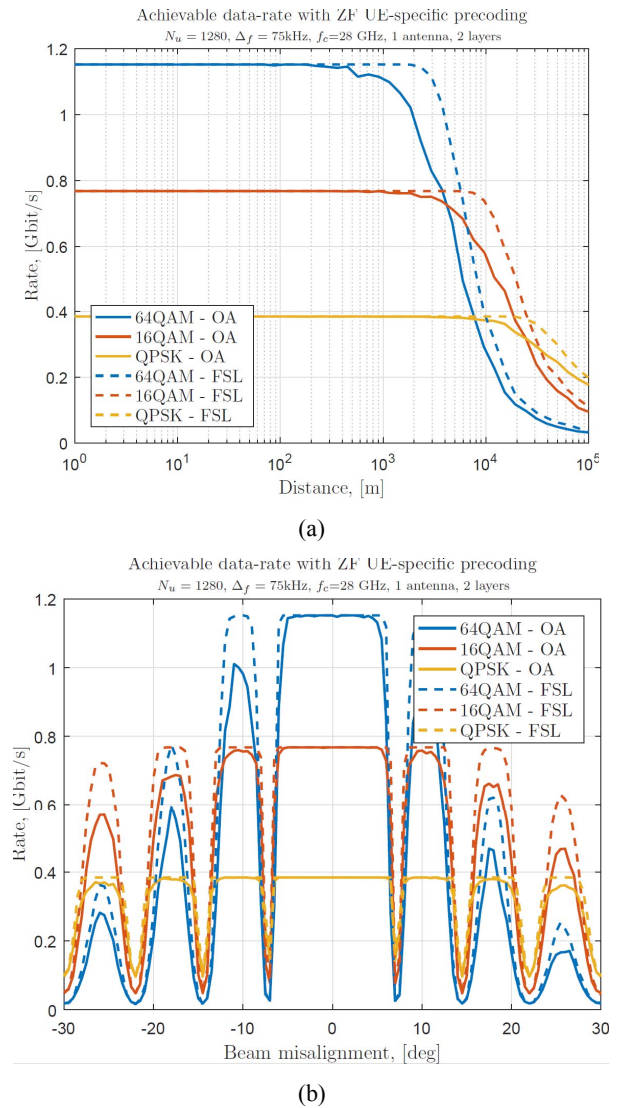 Achievable data-rate with ZF UE-specific precoding
N_u = 1280, Δ_f = 75kHz, f_c=28 GHz, 1 antenna, 2 layers
1.2
1
0.8
0.6
0.4
0.2
0
Rate, [Gbit/s]
64QAM - OA
16QAM - OA
QPSK - OA
64QAM - FSL
16QAM - FSL
QPSK - FSL
10^0 10^1 10^2 10^3 10^4 10^5
Distance, [m]
(a)
Achievable data-rate with ZF UE-specific precoding
N_u = 1280, Δ_f = 75kHz, f_c=28 GHz, 1 antenna, 2 layers
1.2
1
0.8
0.6
0.4
0.2
0
Rate, [Gbit/s]
64QAM - OA
16QAM - OA
QPSK - OA
64QAM - FSL
16QAM - FSL
QPSK - FSL
-30 -20 -10 0 10 20 30
Beam misalignment, [deg]
(b)